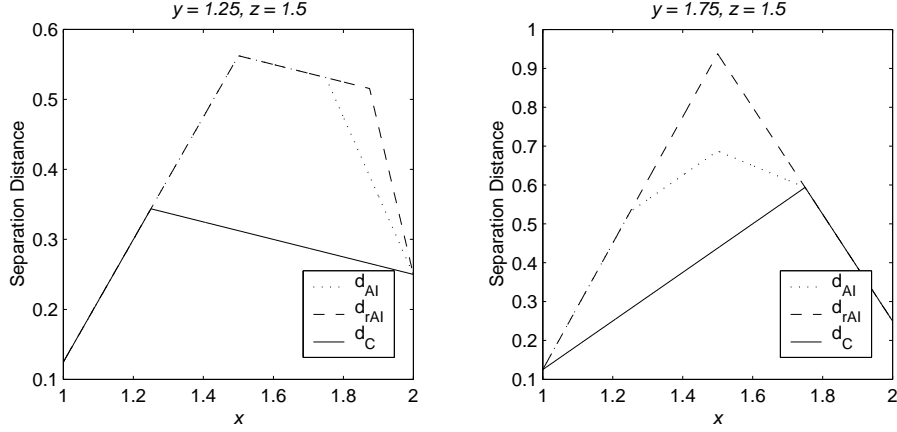 y = 1.25, z = 1.5
Separation Distance
0.6
0.5
0.4
0.3
0.2
0.1
1
1.2
1.4
1.6
1.8
2
x
d_AI
d_rAI
d_C
y = 1.75, z = 1.5
Separation Distance
1
0.9
0.8
0.7
0.6
0.5
0.4
0.3
0.2
0.1
1
1.2
1.4
1.6
1.8
2
x
d_AI
d_rAI
d_C